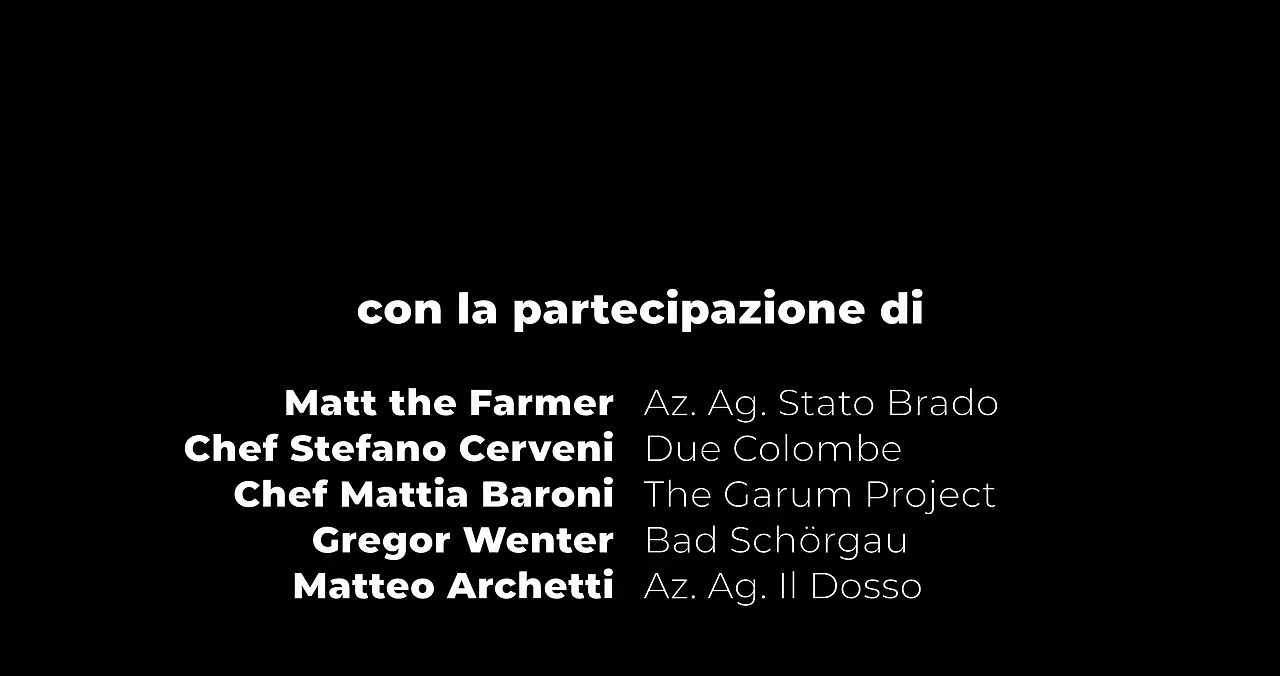 con la partecipazione di
Matt the Farmer Az. Ag. Stato Brado
Chef Stefano Cerveni Due Colombe
Chef Mattia Baroni The Garum Project
Gregor Wenter Bad Schörgau
Matteo Archetti Az. Ag. Il Dosso